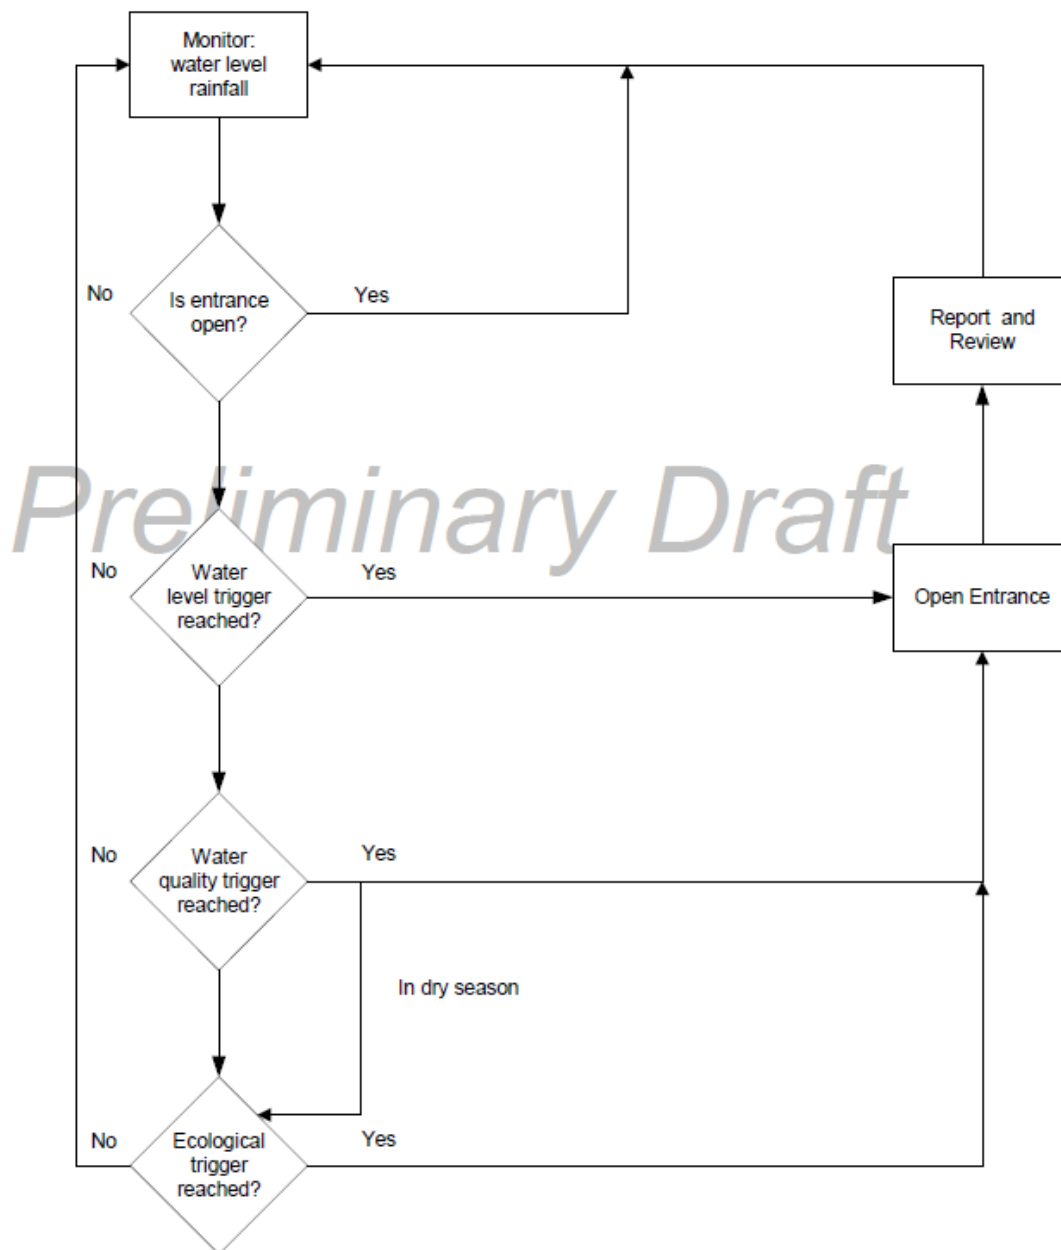 Monitor:
water level
rainfall
No
Is entrance
open?
Yes
Report and
Review
Preliminary Draft
No
Water
level trigger
reached?
Yes
Open Entrance
No
Water
quality trigger
reached?
Yes
In dry season
No
Ecological
trigger
reached?
Yes